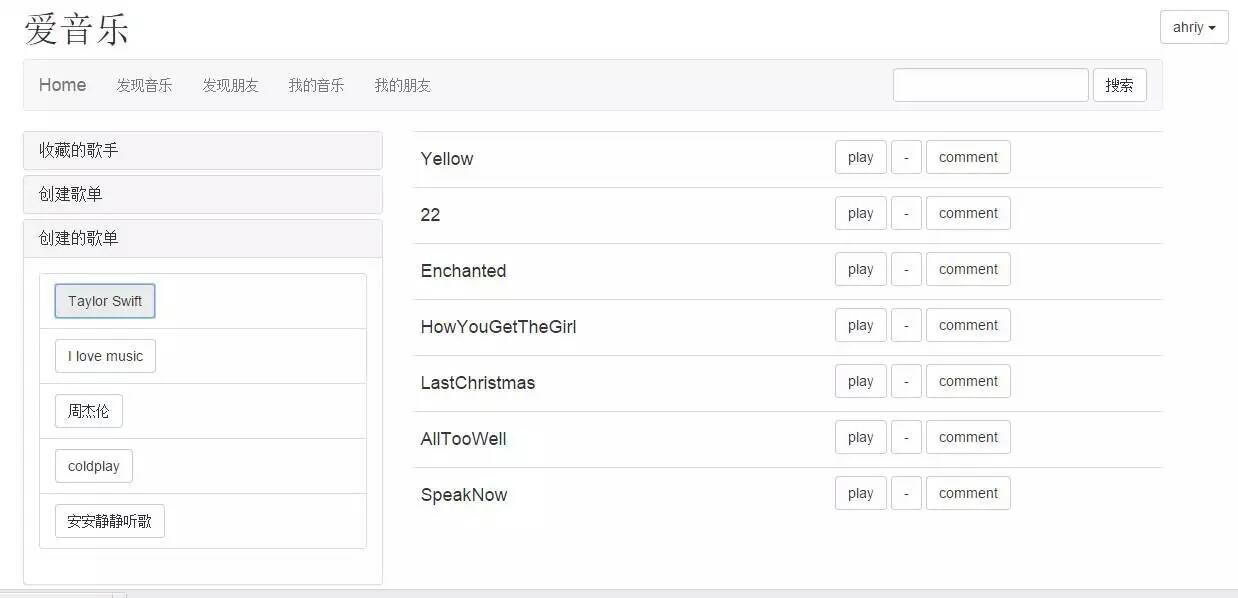 爱音乐
ahriy
Home 发现音乐 发现朋友 我的音乐 我的朋友 搜索
收藏的歌手
创建歌单
创建的歌单
Taylor Swift
I love music
周杰伦
coldplay
安安静静听歌
Yellow play - comment
22 play - comment
Enchanted play - comment
HowYouGetTheGirl play - comment
LastChristmas play - comment
AllTooWell play - comment
SpeakNow play - comment